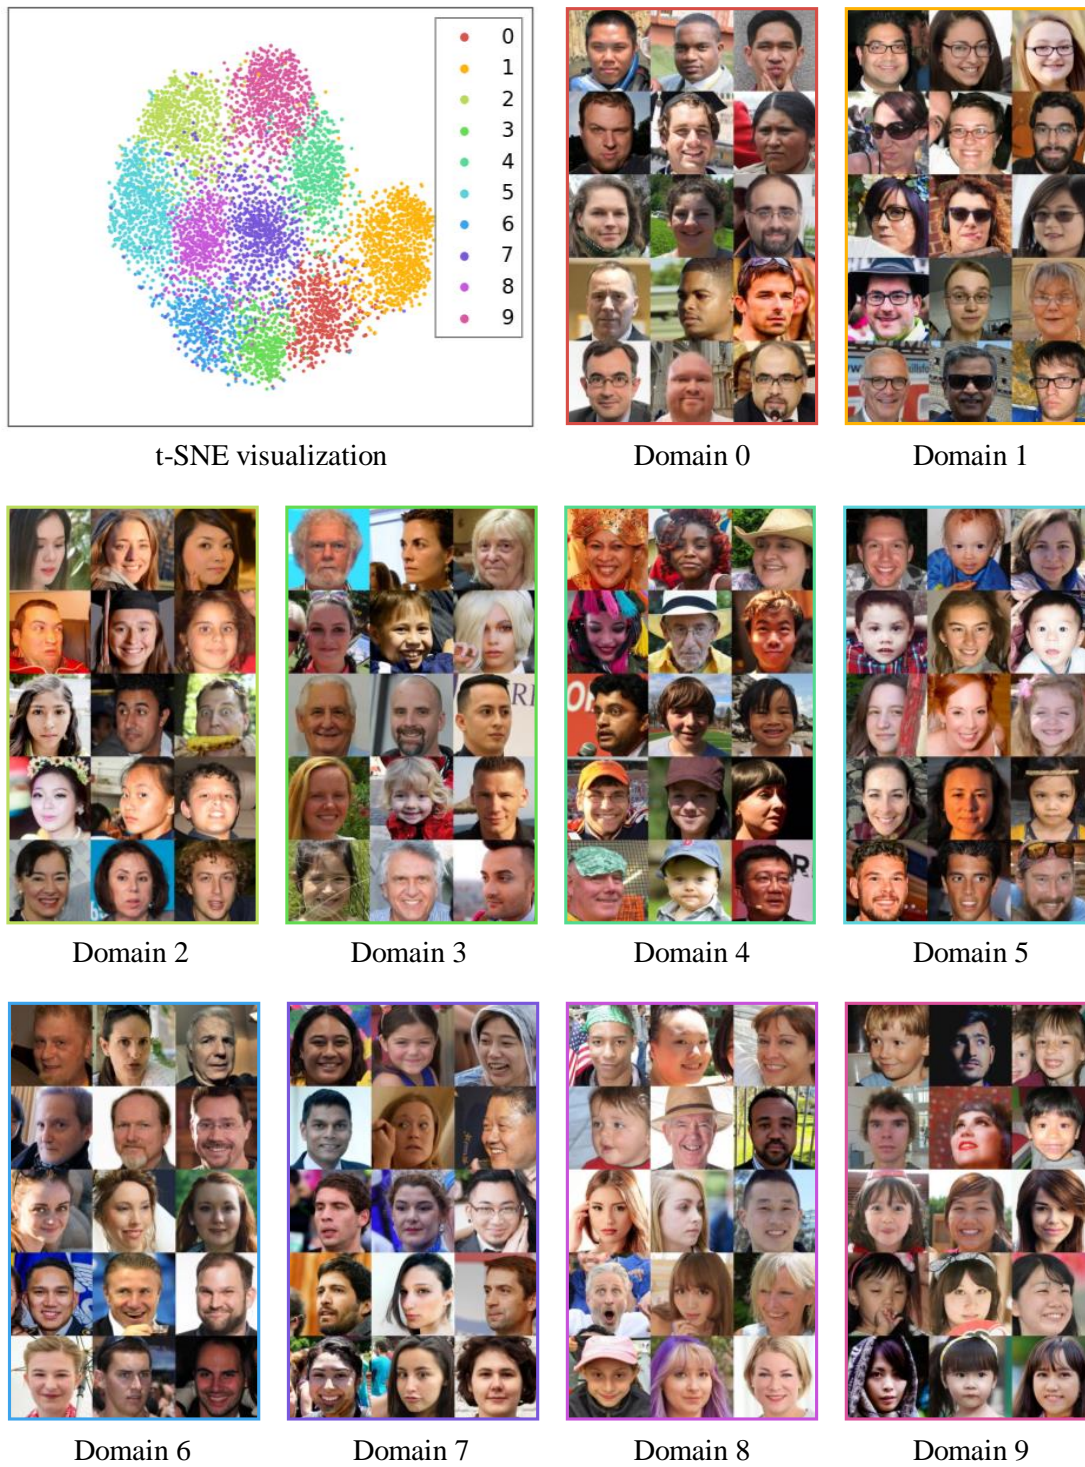 0
1
2
3
4
5
6
7
8
9
t-SNE visualization
Domain 0
Domain 1
Domain 2
Domain 3
Domain 4
Domain 5
Domain 6
Domain 7
Domain 8
Domain 9